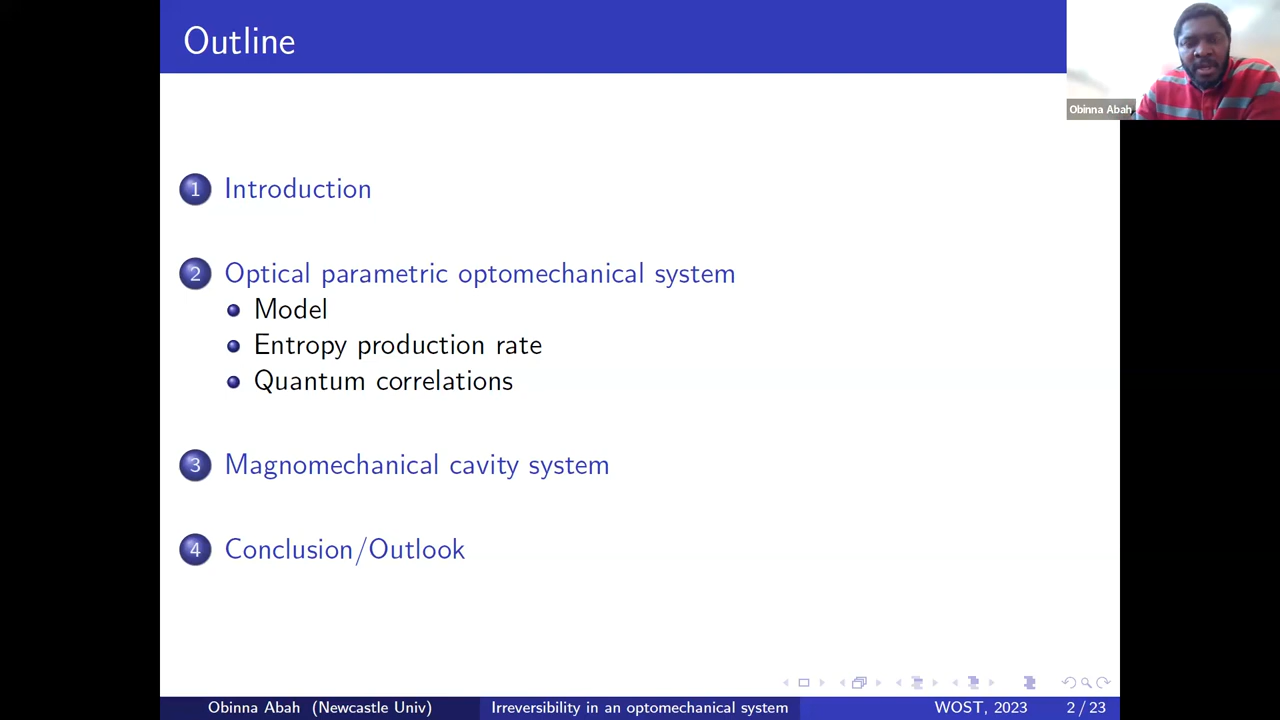 Outline
Obinna Abah
1 Introduction
2 Optical parametric optomechanical system
Model
Entropy production rate
Quantum correlations
3 Magnomechanical cavity system
4 Conclusion/Outlook
Obinna Abah (Newcastle Univ)
Irreversibility in an optomechanical system
WOST, 2023
2 / 23